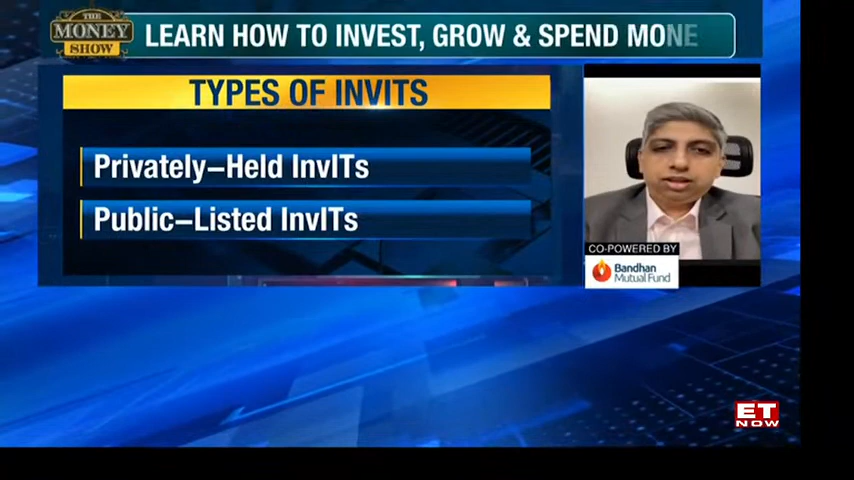 THE
MONEY
SHOW
LEARN HOW TO INVEST, GROW & SPEND MONE
TYPES OF INVITS
Privately–Held InvITs
Public–Listed InvITs
CO-POWERED BY
Bandhan
Mutual Fund
ET
NOW